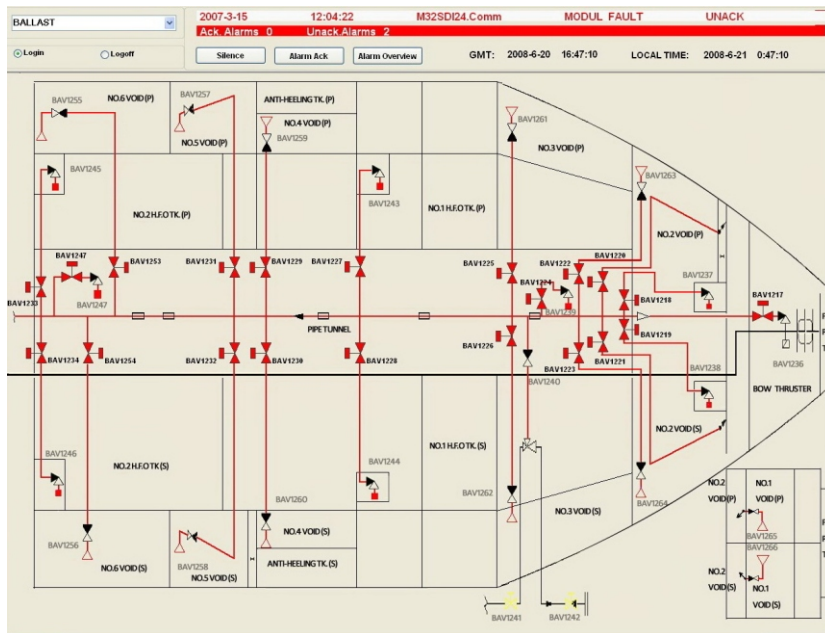 BALLAST
2007-3-15 12:04:22 M32SDI24.Comm MODUL FAULT UNACK
Ack. Alarms 0 Unack.Alarms 2
Login Logoff Silence Alarm Ack Alarm Overview GMT: 2008-6-20 16:47:10 LOCAL TIME: 2008-6-21 0:47:10
BAV1255
NO.6 VOID (P)
BAV1257
ANTI-HEELING TK. (P)
NO.4 VOID (P)
BAV1259
BAV1261
NO.5 VOID (P)
NO.3 VOID (P)
BAV1245
BAV1243
BAV1263
NO.2 H.F.O TK. (P)
NO.1 H.F.O TK. (P)
NO.2 VOID (P)
BAV1247
BAV1253
BAV1231
BAV1229
BAV1227
BAV1225
BAV1222
BAV1220
BAV1224
BAV1237
BAV1217
BAV1233
BAV1247
BAV1239
BAV1218
PIPE TUNNEL
BAV1219
BAV1234
BAV1254
BAV1232
BAV1230
BAV1228
BAV1226
BAV1223
BAV1221
BAV1240
BAV1238
BAV1236
BOW THRUSTER
NO.2 VOID (S)
BAV1246
NO.2 H.F.O TK (S)
BAV1244
NO.1 H.F.O TK. (S)
BAV1260
BAV1262
BAV1264
NO.3 VOID (S)
BAV1256
NO.6 VOID (S)
BAV1258
NO.5 VOID (S)
NO.4 VOID (S)
ANTI-HEELING TK. (S)
BAV1241
BAV1242
NO.2
VOID (P)
NO.1
VOID (P)
BAV1265
BAV1266
NO.2
VOID (S)
NO.1
VOID (S)